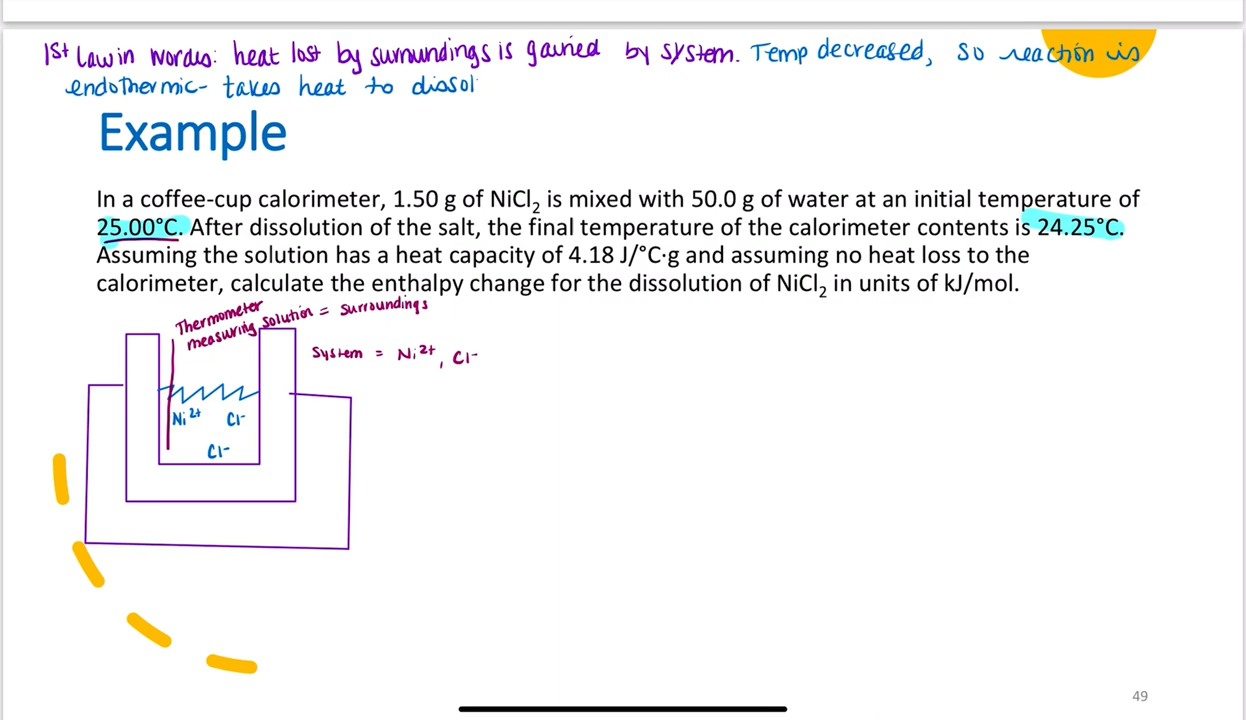 1st Law in words: heat lost by surroundings is gained by system. Temp decreased, so reaction is
endothermic- takes heat to dissol
Example
In a coffee-cup calorimeter, 1.50 g of NiCl₂ is mixed with 50.0 g of water at an initial temperature of
25.00°C. After dissolution of the salt, the final temperature of the calorimeter contents is 24.25°C.
Assuming the solution has a heat capacity of 4.18 J/°C·g and assuming no heat loss to the
calorimeter, calculate the enthalpy change for the dissolution of NiCl₂ in units of kJ/mol.
Thermometer
measuring solution = surroundings
System = Ni²⁺, Cl⁻
Ni²⁺ Cl⁻
Cl⁻
49